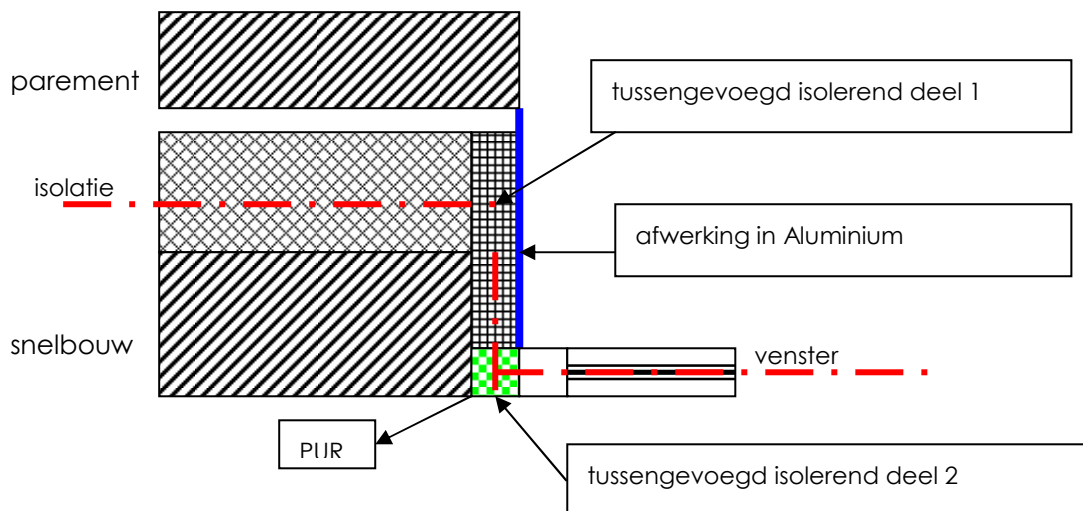 parement
tussengevoegd isolerend deel 1
isolatie
afwerking in Aluminium
snelbouw
venster
PUR
tussengevoegd isolerend deel 2